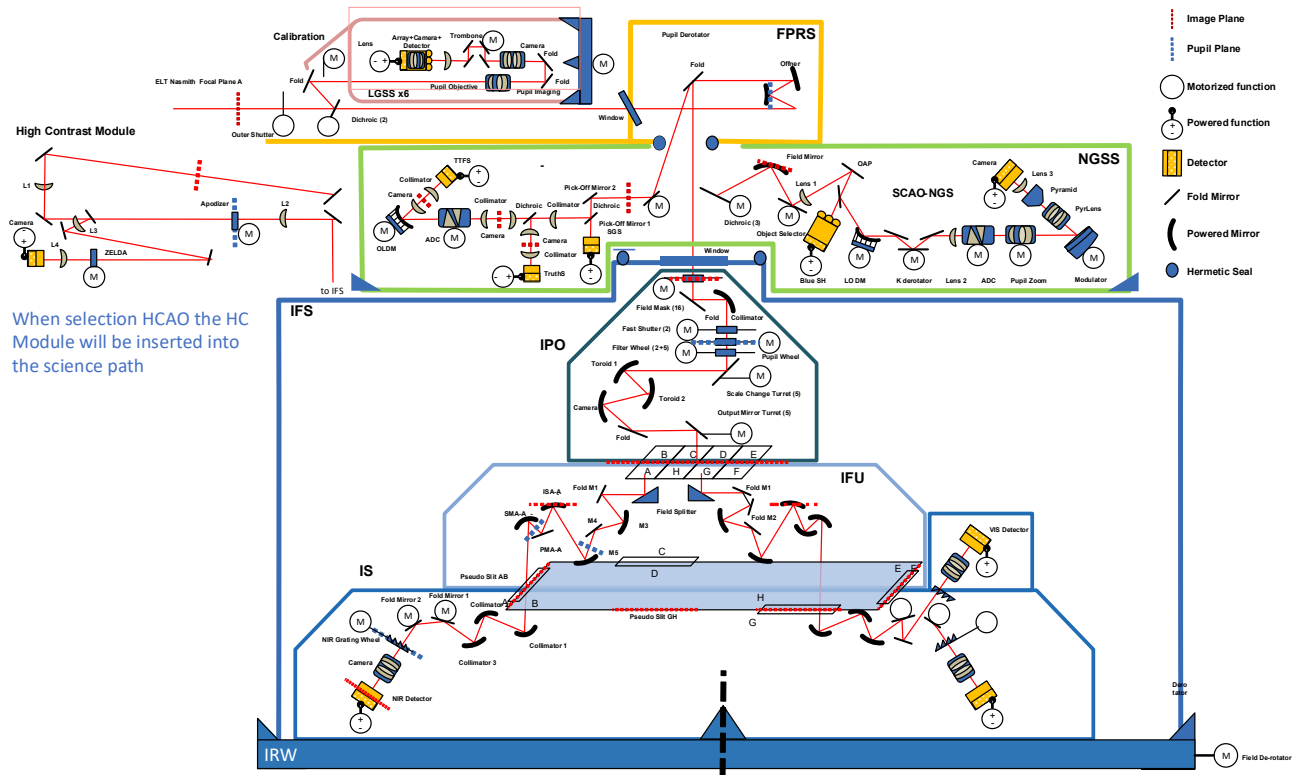 Calibration
Lens
Array+Camera+
Detector
Trombone
M
Camera
Fold
- +
M
M
Fold
Pupil Objective
Fold
Pupil Imaging
LGSS x6
ELT Nasmith Focal Plane A
Outer Shutter
M
Dichroic (2)
Window
Pupil Derotator
FPRS
Fold
Offner
Image Plane
Pupil Plane
Motorized function
Powered function
+
-
Detector
Fold Mirror
Powered Mirror
Hermetic Seal
High Contrast Module
L1
Apodizer
L2
Camera
+
-
L3
L4
ZELDA
M
M
to IFS
When selection HCAO the HC
Module will be inserted into
the science path
TTFS
Collimator
+
-
Camera
OLDM
M
ADC
M
Collimator
Camera
Dichroic
Collimator
Camera
Collimator
TruthS
+
-
-
Pick-Off Mirror 2
Dichroic
Pick-Off Mirror 1
SGS
+
-
M
NGSS
Field Mirror
OAP
Lens 1
SCAO-NGS
M
Dichroic (3)
M
Object Selector
Blue SH
+
-
M
LO DM
M
K derotator
Lens 2
M
ADC
M
Pupil Zoom
M
Modulator
Camera
+
-
Lens 3
Pyramid
PyrLens
IFS
Window
M
Field Mask (16)
Fold
Collimator
IPO
Fast Shutter (2)
M
Filter Wheel (2+5)
M
M
Pupil Wheel
Toroid 1
M
Scale Change Turret (5)
Toroid 2
Camera
Output Mirror Turret (5)
M
Fold
B C D E
A H G F
IFU
Fold M1
Fold M1
ISA-A
SMA-A
M4
M3
Field Splitter
Fold M2
PMA-A
M5
C
D
VIS Detector
+
-
IS
Pseudo Slit AB
A
B
E
F
H
G
Pseudo Slit GH
Fold Mirror 2
Fold Mirror 1
M
M
M
NIR Grating Wheel
Collimator 2
Collimator 1
Collimator 3
Camera
NIR Detector
+
-
M
M
M
+
-
Dero
tator
IRW
M
Field De-rotator